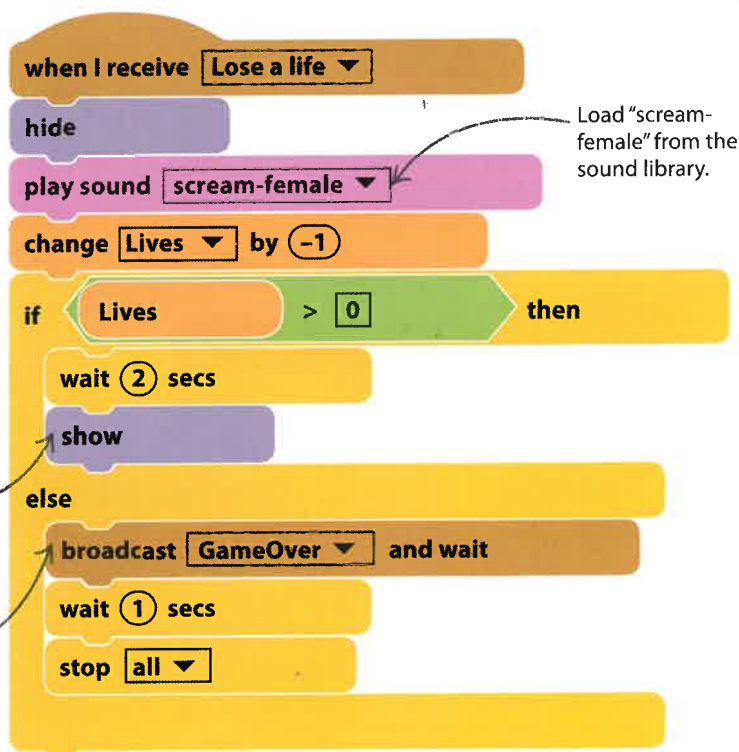 when I receive Lose a life
hide
play sound scream-female
Load "scream-
female" from the
sound library.
change Lives by -1
if Lives > 0 then
wait 2 secs
show
else
broadcast GameOver and wait
wait 1 secs
stop all